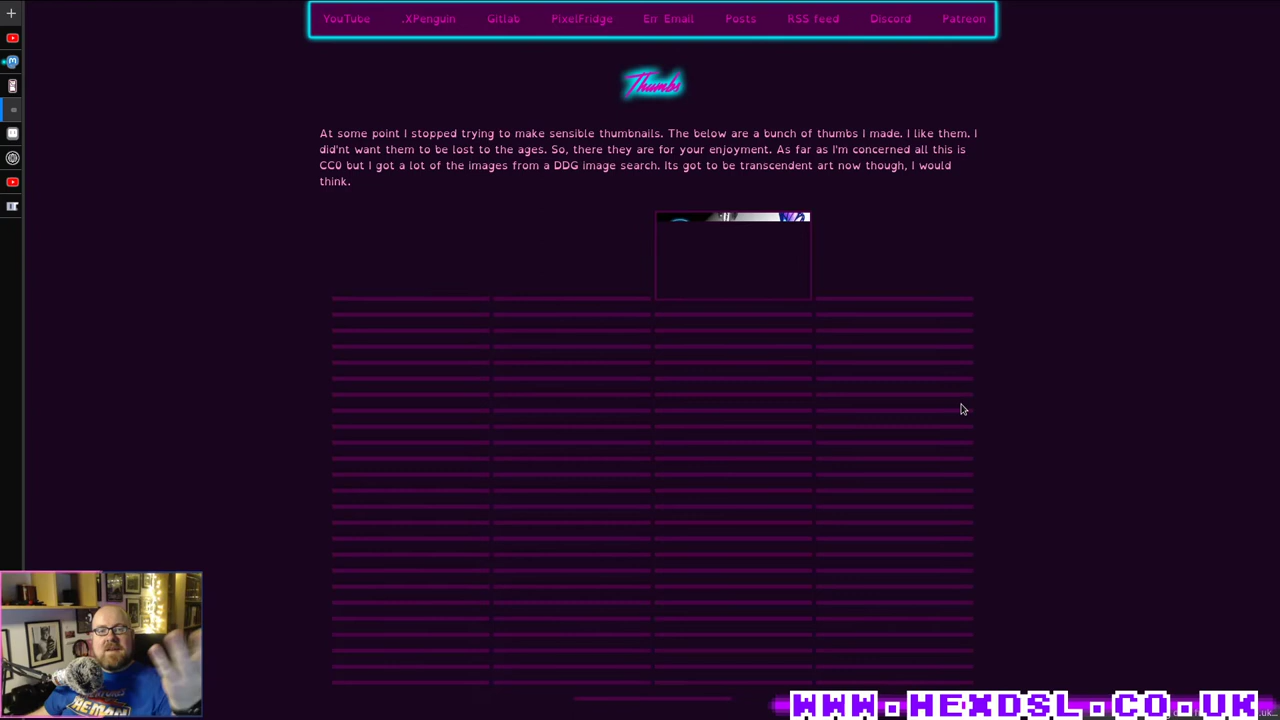 YouTube .XPenguin Gitlab PixelFridge Err Email Posts RSS feed Discord Patreon
Thumbs
At some point I stopped trying to make sensible thumbnails. The below are a bunch of thumbs I made. I like them. I
did'nt want them to be lost to the ages. So, there they are for your enjoyment. As far as I'm concerned all this is
CC0 but I got a lot of the images from a DDG image search. Its got to be transcendent art now though, I would
think.
WWW.HEXDSL.CO.UK